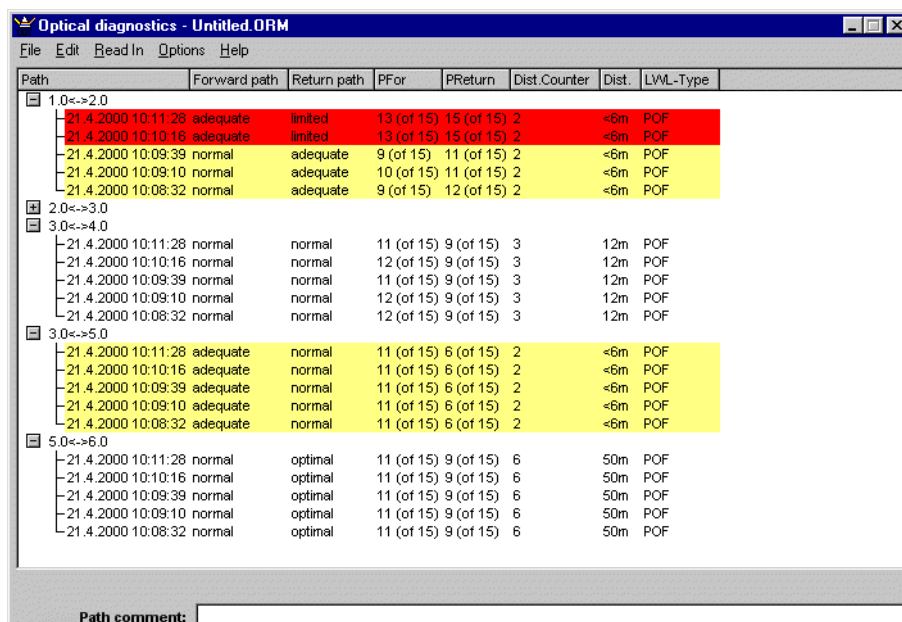 Optical diagnostics - Untitled.ORM
File Edit Read In Options Help
Path Forward path Return path PFor PReturn Dist.Counter Dist. LWL-Type
1.0<->2.0
21.4.2000 10:11:28 adequate limited 13 (of 15) 15 (of 15) 2 <6m POF
21.4.2000 10:10:16 adequate limited 13 (of 15) 15 (of 15) 2 <6m POF
21.4.2000 10:09:39 normal adequate 9 (of 15) 11 (of 15) 2 <6m POF
21.4.2000 10:09:10 normal adequate 10 (of 15) 11 (of 15) 2 <6m POF
21.4.2000 10:08:32 normal adequate 9 (of 15) 12 (of 15) 2 <6m POF
2.0<->3.0
3.0<->4.0
21.4.2000 10:11:28 normal normal 11 (of 15) 9 (of 15) 3 12m POF
21.4.2000 10:10:16 normal normal 12 (of 15) 9 (of 15) 3 12m POF
21.4.2000 10:09:39 normal normal 11 (of 15) 9 (of 15) 3 12m POF
21.4.2000 10:09:10 normal normal 12 (of 15) 9 (of 15) 3 12m POF
21.4.2000 10:08:32 normal normal 12 (of 15) 9 (of 15) 3 12m POF
3.0<->5.0
21.4.2000 10:11:28 adequate normal 11 (of 15) 6 (of 15) 2 <6m POF
21.4.2000 10:10:16 adequate normal 11 (of 15) 6 (of 15) 2 <6m POF
21.4.2000 10:09:39 adequate normal 11 (of 15) 6 (of 15) 2 <6m POF
21.4.2000 10:09:10 adequate normal 11 (of 15) 6 (of 15) 2 <6m POF
21.4.2000 10:08:32 adequate normal 11 (of 15) 6 (of 15) 2 <6m POF
5.0<->6.0
21.4.2000 10:11:28 normal optimal 11 (of 15) 9 (of 15) 6 50m POF
21.4.2000 10:10:16 normal optimal 11 (of 15) 9 (of 15) 6 50m POF
21.4.2000 10:09:39 normal optimal 11 (of 15) 9 (of 15) 6 50m POF
21.4.2000 10:09:10 normal optimal 11 (of 15) 9 (of 15) 6 50m POF
21.4.2000 10:08:32 normal optimal 11 (of 15) 9 (of 15) 6 50m POF
Path comment: